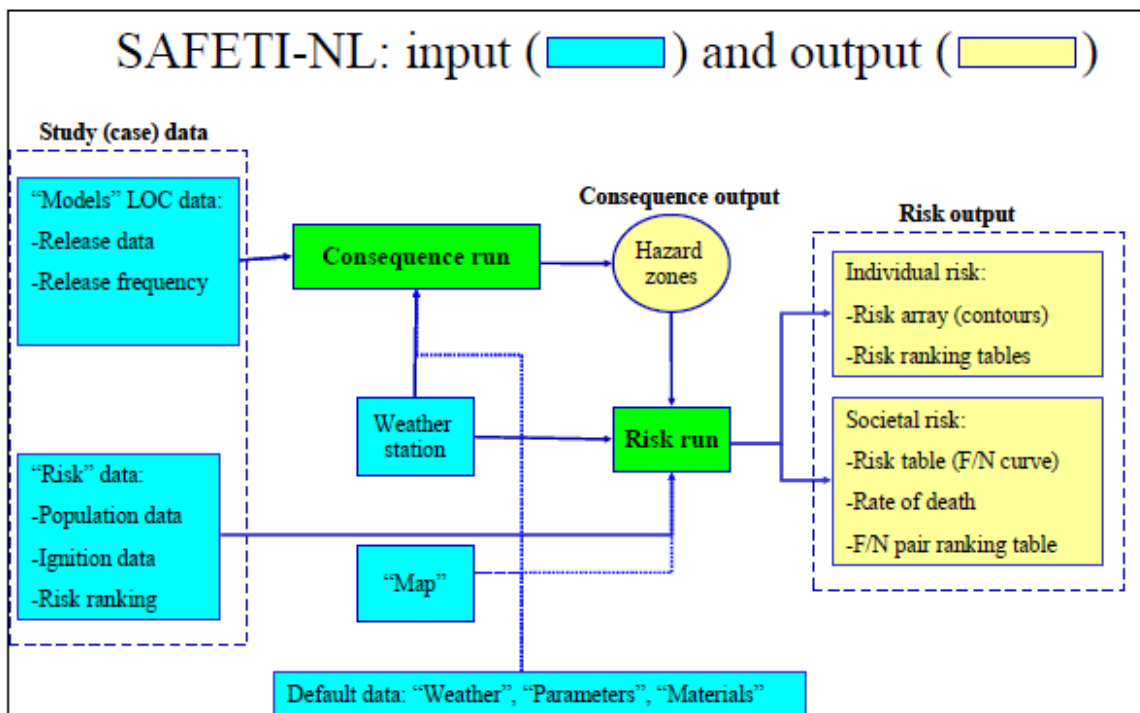 SAFETI-NL: input ( ) and output ( )
Study (case) data
“Models” LOC data:
-Release data
-Release frequency
Consequence run
Consequence output
Hazard
zones
Risk output
Individual risk:
-Risk array (contours)
-Risk ranking tables
Weather
station
Risk run
Societal risk:
-Risk table (F/N curve)
-Rate of death
-F/N pair ranking table
“Risk” data:
-Population data
-Ignition data
-Risk ranking
“Map”
Default data: “Weather”, “Parameters”, “Materials”